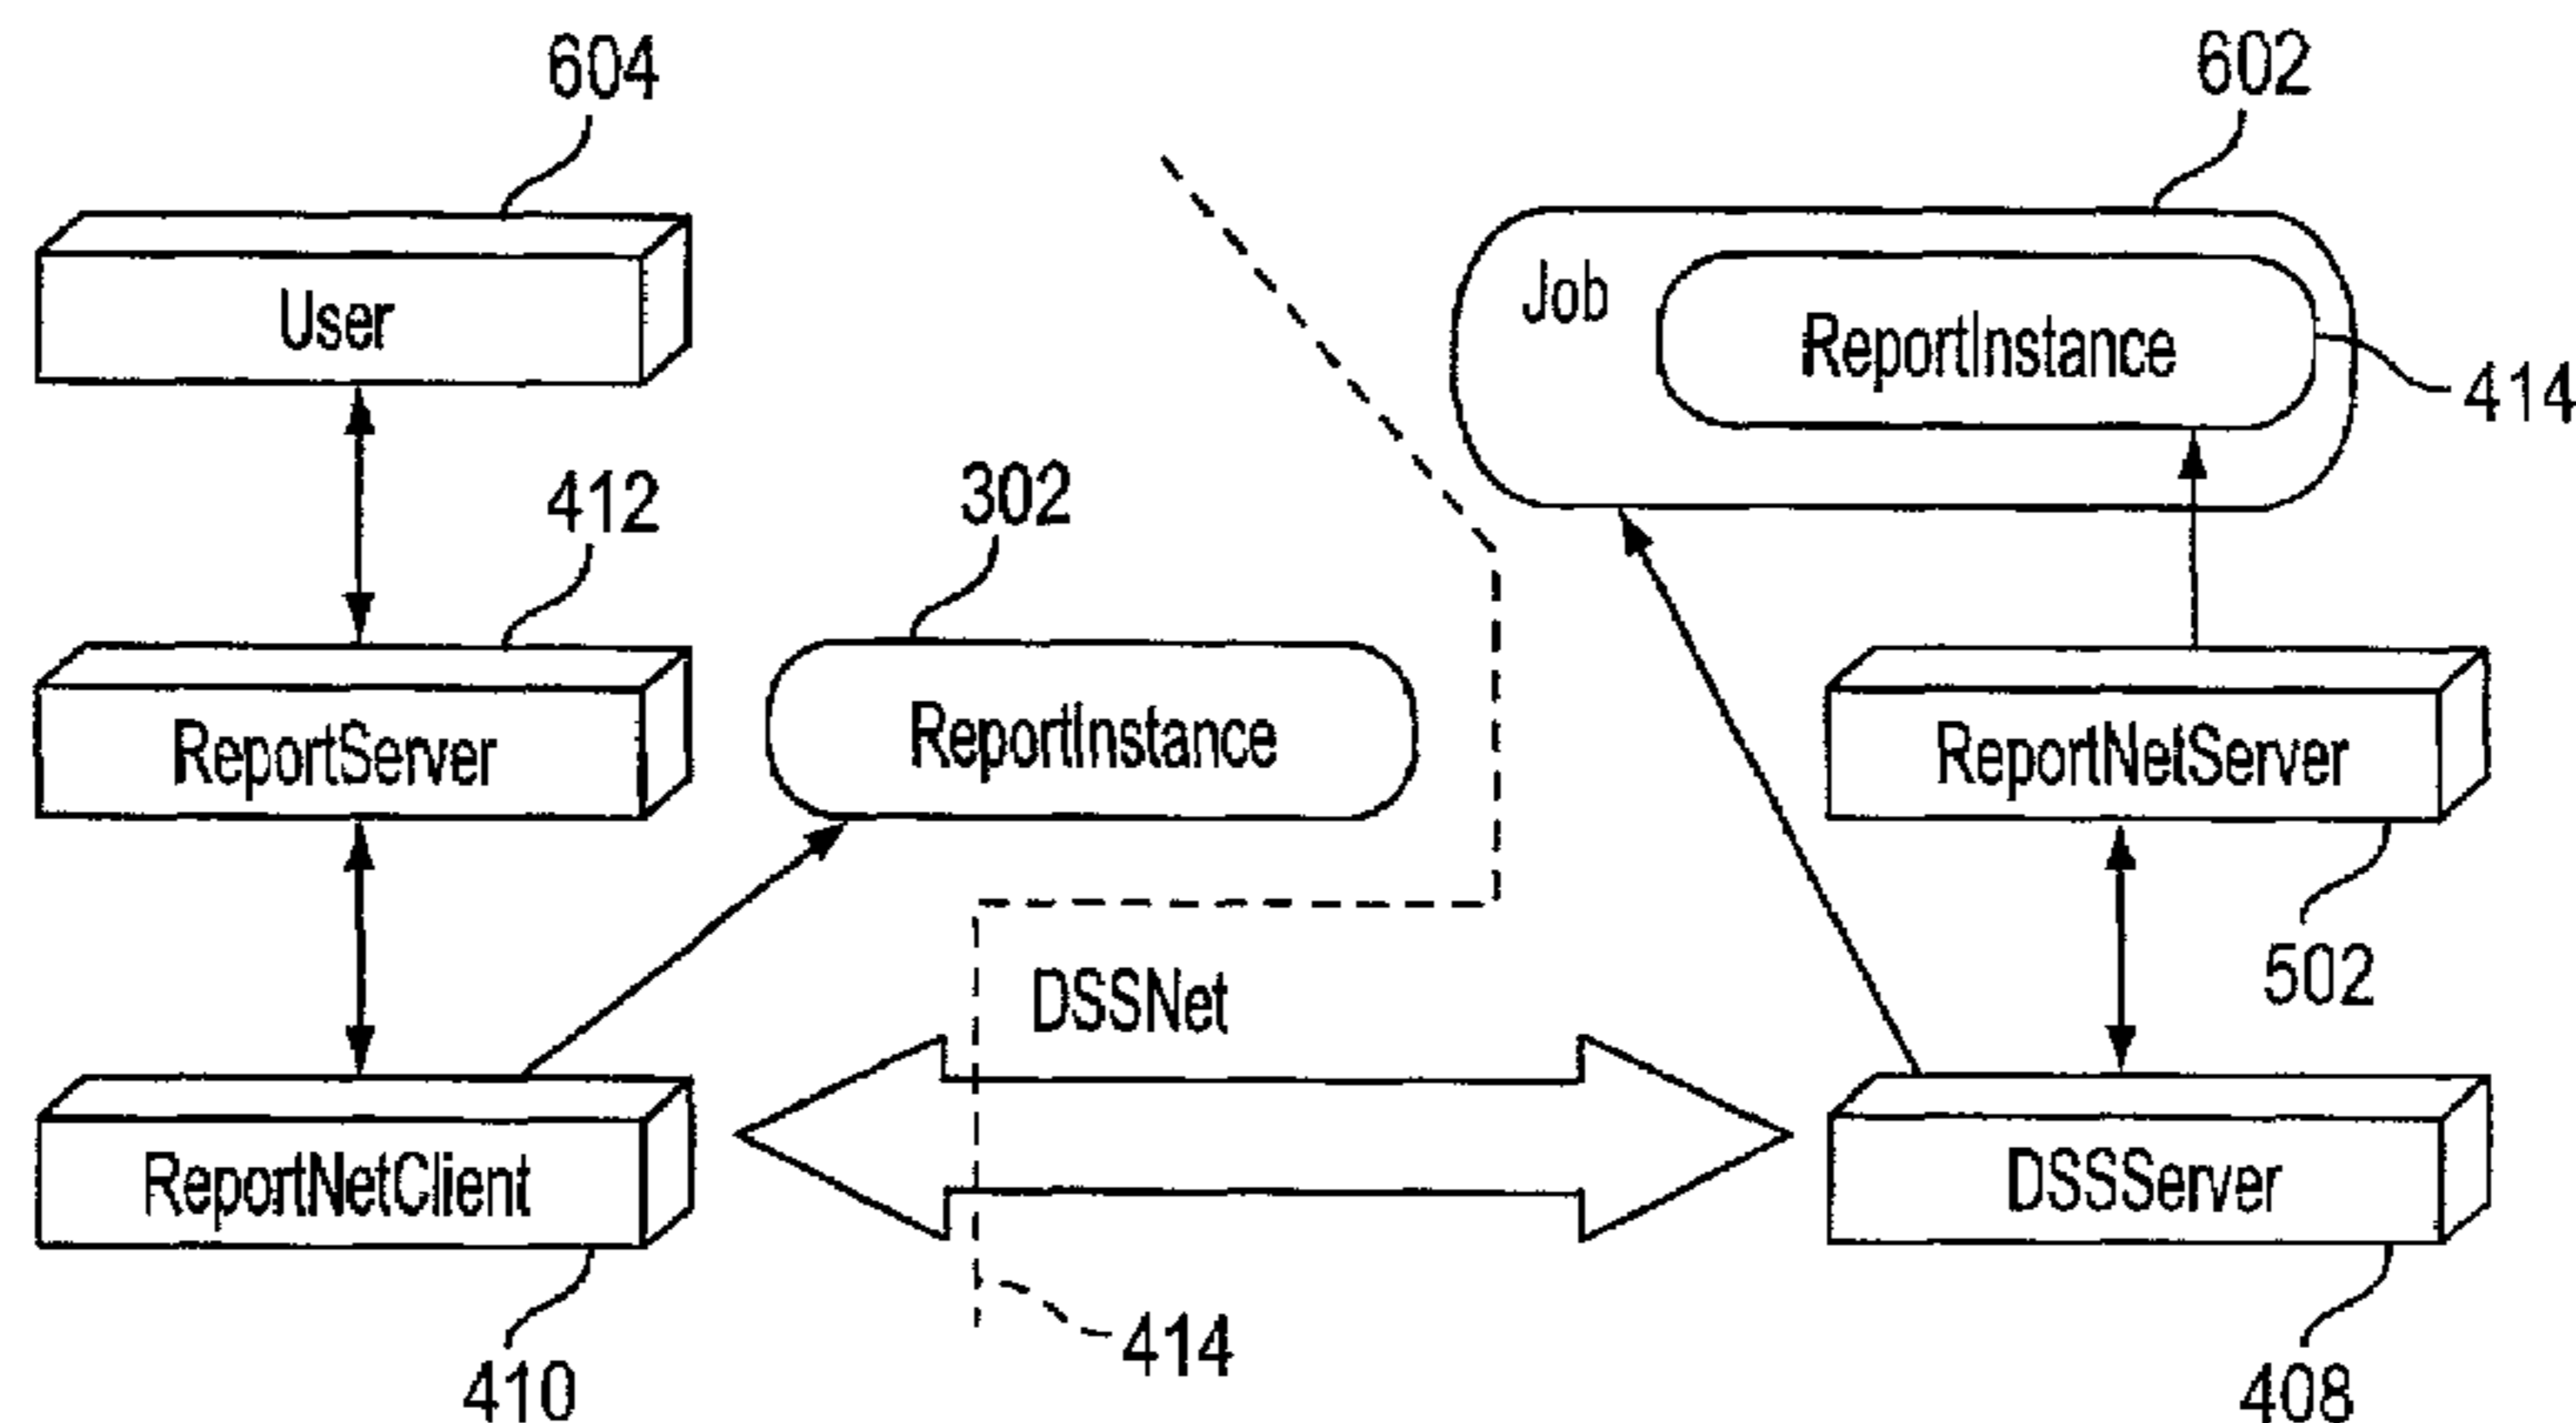 604
602
User
Job
ReportInstance
414
412
302
ReportServer
ReportInstance
ReportNetServer
502
DSSNet
ReportNetClient
DSSServer
410
414
408